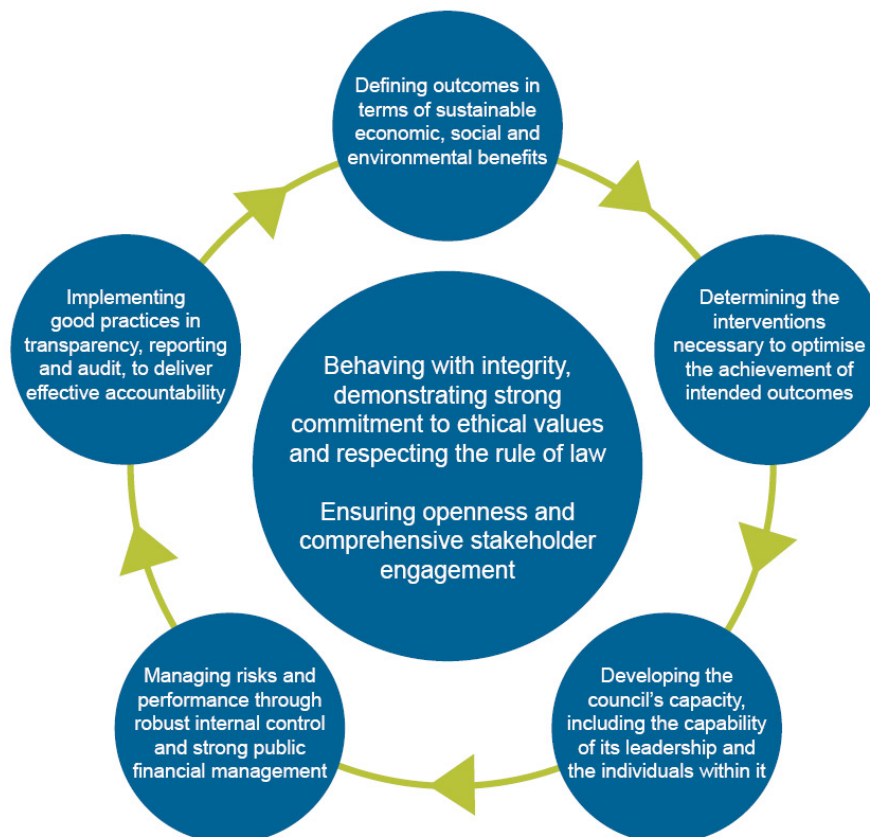 Defining outcomes in
terms of sustainable
economic, social and
environmental benefits
Determining the
interventions
necessary to optimise
the achievement of
intended outcomes
Developing the
council's capacity,
including the capability
of its leadership and
the individuals within it
Managing risks and
performance through
robust internal control
and strong public
financial management
Implementing
good practices in
transparency, reporting
and audit, to deliver
effective accountability
Behaving with integrity,
demonstrating strong
commitment to ethical values
and respecting the rule of law
Ensuring openness and
comprehensive stakeholder
engagement